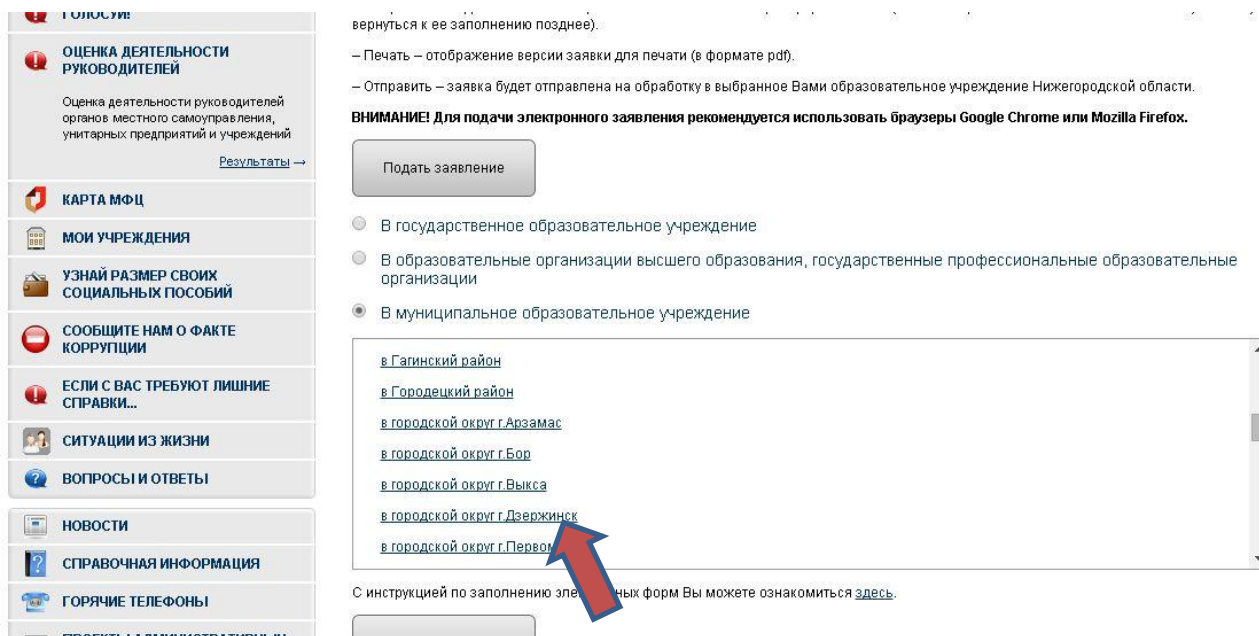 ГОЛОСУЙ!
ОЦЕНКА ДЕЯТЕЛЬНОСТИ
РУКОВОДИТЕЛЕЙ
Оценка деятельности руководителей
органов местного самоуправления,
унитарных предприятий и учреждений
Результаты →
КАРТА МФЦ
МОИ УЧРЕЖДЕНИЯ
УЗНАЙ РАЗМЕР СВОИХ
СОЦИАЛЬНЫХ ПОСОБИЙ
СООБЩИТЕ НАМ О ФАКТЕ
КОРРУПЦИИ
ЕСЛИ С ВАС ТРЕБУЮТ ЛИШНИЕ
СПРАВКИ...
СИТУАЦИИ ИЗ ЖИЗНИ
ВОПРОСЫ И ОТВЕТЫ
НОВОСТИ
СПРАВОЧНАЯ ИНФОРМАЦИЯ
ГОРЯЧИЕ ТЕЛЕФОНЫ
ПРОЕКТЫ АДМИНИСТРАТИВНЫХ
вернуться к ее заполнению позднее).
– Печать – отображение версии заявки для печати (в формате pdf).
– Отправить – заявка будет отправлена на обработку в выбранное Вами образовательное учреждение Нижегородской области.
ВНИМАНИЕ! Для подачи электронного заявления рекомендуется использовать браузеры Google Chrome или Mozilla Firefox.
Подать заявление
В государственное образовательное учреждение
В образовательные организации высшего образования, государственные профессиональные образовательные
организации
В муниципальное образовательное учреждение
в Гагинский район
в Городецкий район
в городской округ г.Арзамас
в городской округ г.Бор
в городской округ г.Выкса
в городской округ г.Дзержинск
в городской округ г.Первом
С инструкцией по заполнению электронных форм Вы можете ознакомиться здесь.